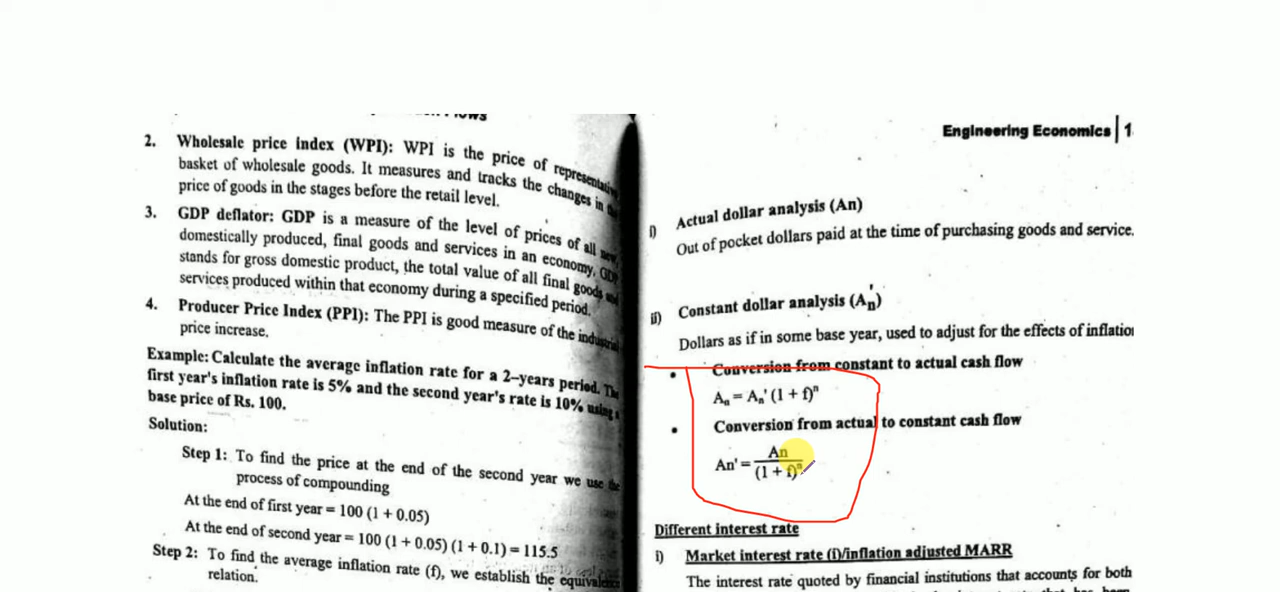 2. Wholesale price index (WPI): WPI is the price of representative
basket of wholesale goods. It measures and tracks the changes in the
price of goods in the stages before the retail level.
3. GDP deflator: GDP is a measure of the level of prices of all new,
domestically produced, final goods and services in an economy. GDP
stands for gross domestic product, the total value of all final goods and
services produced within that economy during a specified period.
4. Producer Price Index (PPI): The PPI is good measure of the industrial
price increase.
Example: Calculate the average inflation rate for a 2-years period. The
first year's inflation rate is 5% and the second year's rate is 10% using a
base price of Rs. 100.
Solution:
Step 1: To find the price at the end of the second year we use the
process of compounding
At the end of first year = 100 (1 + 0.05)
At the end of second year = 100 (1 + 0.05) (1 + 0.1) = 115.5
Step 2: To find the average inflation rate (f), we establish the
relation.
Engineering Economics | 1
i) Actual dollar analysis (An)
Out of pocket dollars paid at the time of purchasing goods and service.
ii) Constant dollar analysis (An')
Dollars as if in some base year, used to adjust for the effects of inflation
• Conversion from constant to actual cash flow
An = An' (1 + f)^n
• Conversion from actual to constant cash flow
An' = An / (1 + f)^n
Different interest rate
i) Market interest rate (i)/inflation adjusted MARR
The interest rate quoted by financial institutions that accounts for both